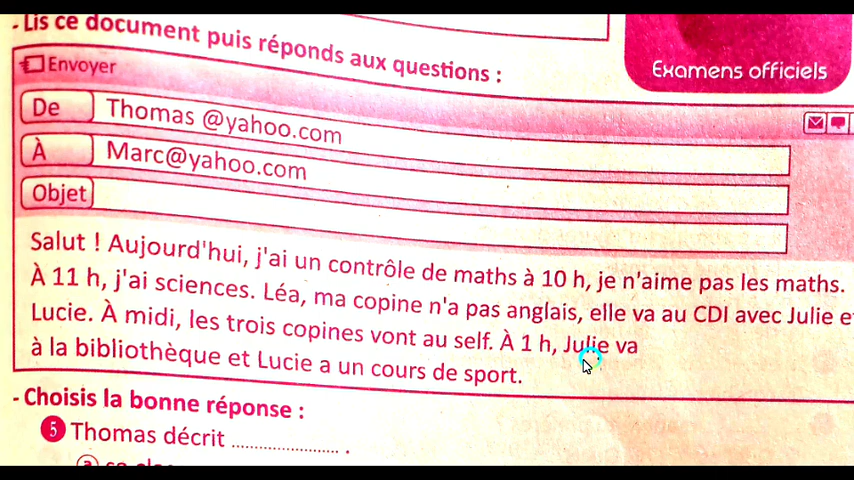 - Lis ce document puis réponds aux questions :
Examens officiels
Envoyer
De Thomas @yahoo.com
À Marc@yahoo.com
Objet
Salut ! Aujourd'hui, j'ai un contrôle de maths à 10 h, je n'aime pas les maths.
À 11 h, j'ai sciences. Léa, ma copine n'a pas anglais, elle va au CDI avec Julie et
Lucie. À midi, les trois copines vont au self. À 1 h, Julie va
à la bibliothèque et Lucie a un cours de sport.
- Choisis la bonne réponse :
5 Thomas décrit ..................... .
a